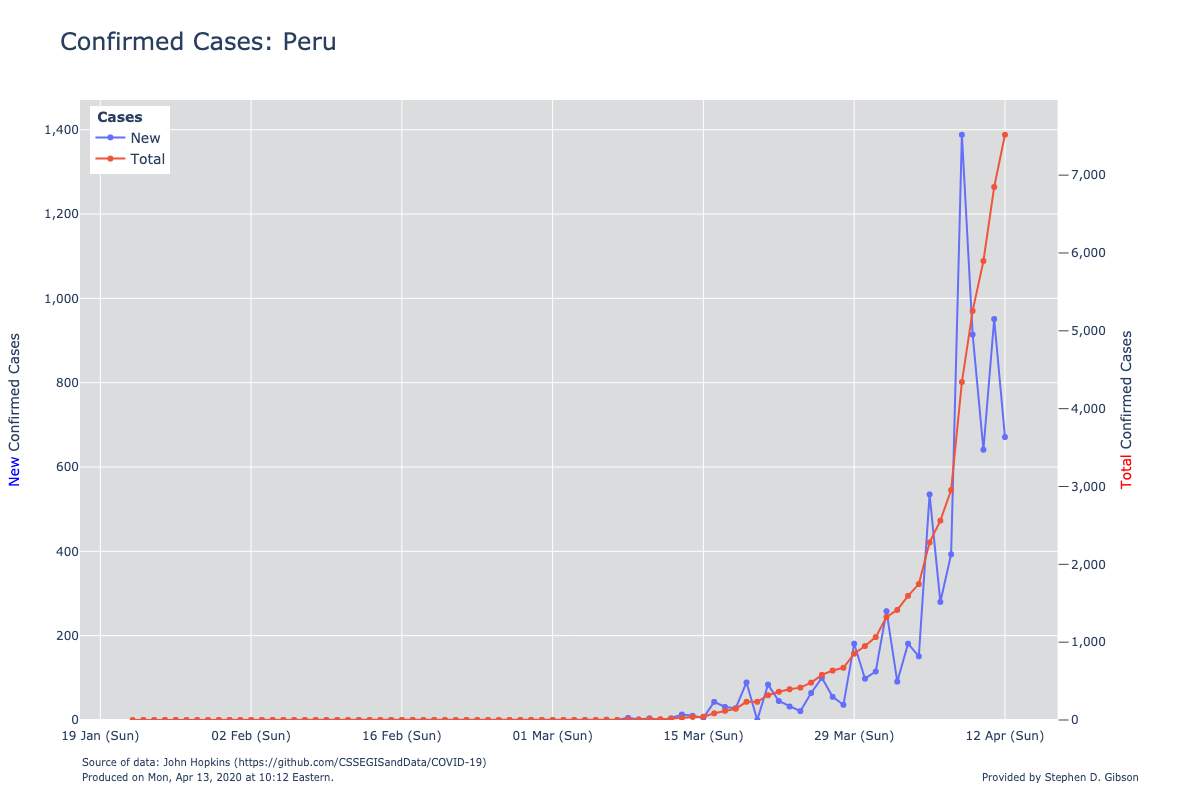 Confirmed Cases: Peru
Cases
New
Total
1,400
1,200
1,000
800
600
400
200
0
7,000
6,000
5,000
4,000
3,000
2,000
1,000
0
New Confirmed Cases
Total Confirmed Cases
19 Jan (Sun)
02 Feb (Sun)
16 Feb (Sun)
01 Mar (Sun)
15 Mar (Sun)
29 Mar (Sun)
12 Apr (Sun)
Source of data: John Hopkins (https://github.com/CSSEGISandData/COVID-19)
Produced on Mon, Apr 13, 2020 at 10:12 Eastern.
Provided by Stephen D. Gibson